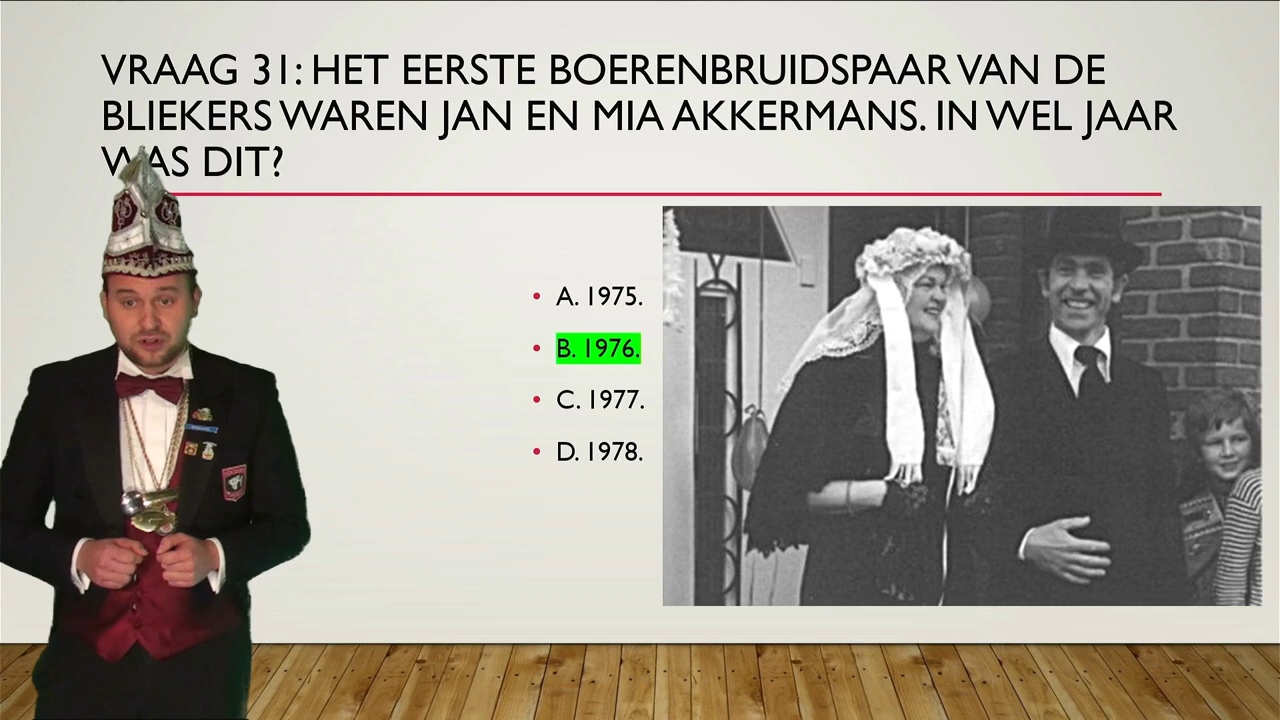 VRAAG 31: HET EERSTE BOERENBRUIDSPAAR VAN DE
BLIEKERS WAREN JAN EN MIA AKKERMANS. IN WEL JAAR
WAS DIT?
• A. 1975.
• B. 1976.
• C. 1977.
• D. 1978.